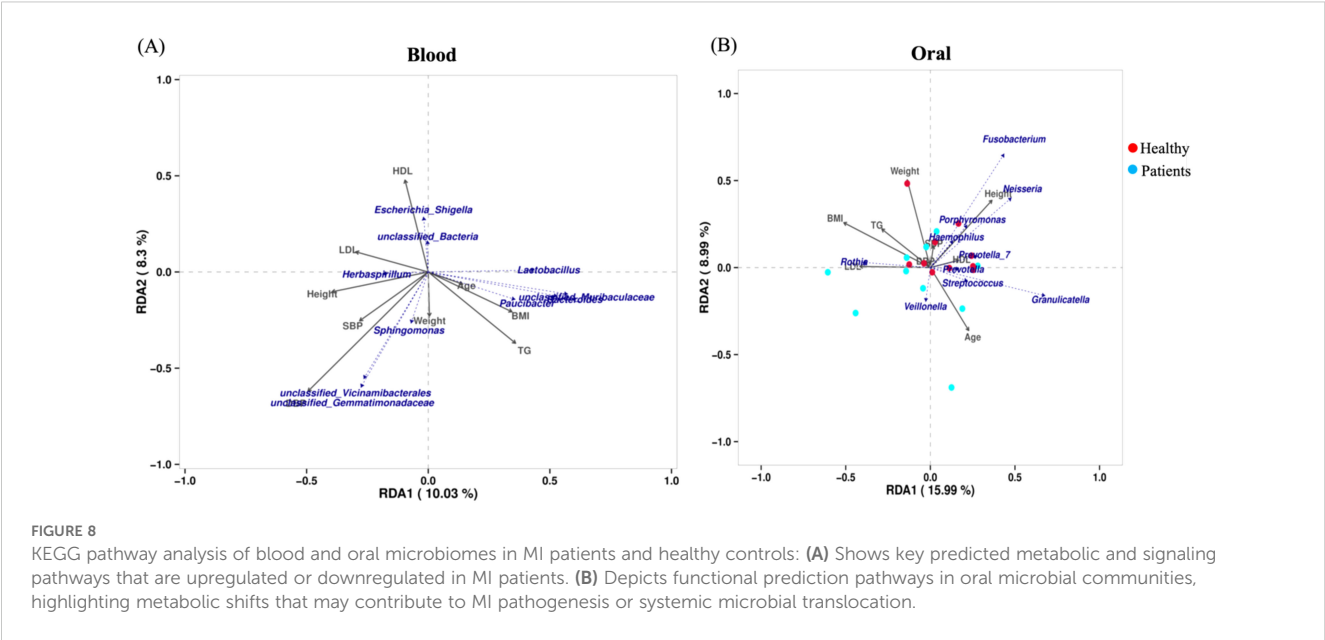 (A)
Blood
1.0
0.5
0.0
−0.5
−1.0
RDA2 ( 8.3 %)
HDL
Escherichia_Shigella
unclassified_Bacteria
LDL
Herbaspirillum
Lactobacillus
Age
Height
unclassified_Muribaculaceae
Bacteroides
Paucibacter
BMI
SBP
Weight
Sphingomonas
TG
unclassified_Vicinamibacterales
unclassified_Gemmatimonadaceae
−1.0 −0.5 0.0 0.5 1.0
RDA1 ( 10.03 %)
(B)
Oral
1.0
0.5
0.0
−0.5
−1.0
RDA2 ( 8.99 %)
Fusobacterium
Weight
Height
Neisseria
BMI
TG
Porphyromonas
Haemophilus
Prevotella_7
HDL
DBP
Rothia
LDL
Prevotella
Streptococcus
Granulicatella
Veillonella
Age
−1.0 −0.5 0.0 0.5 1.0
RDA1 ( 15.99 %)
Healthy
Patients
FIGURE 8
KEGG pathway analysis of blood and oral microbiomes in MI patients and healthy controls: (A) Shows key predicted metabolic and signaling
pathways that are upregulated or downregulated in MI patients. (B) Depicts functional prediction pathways in oral microbial communities,
highlighting metabolic shifts that may contribute to MI pathogenesis or systemic microbial translocation.